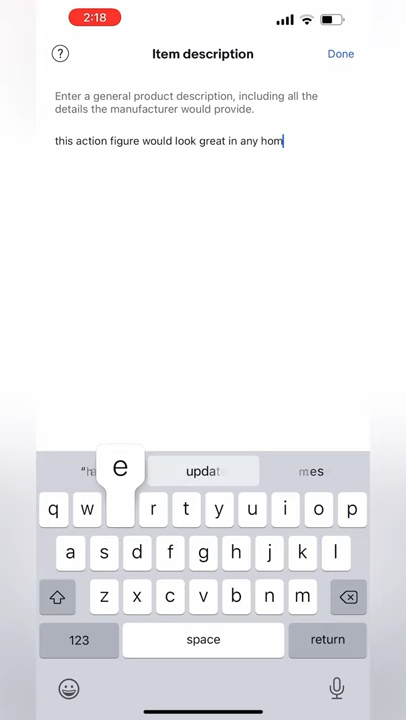 2:18
? Item description Done
Enter a general product description, including all the
details the manufacturer would provide.
this action figure would look great in any hom
e updat mes
q w r t y u i o p
a s d f g h j k l
z x c v b n m
123 space return